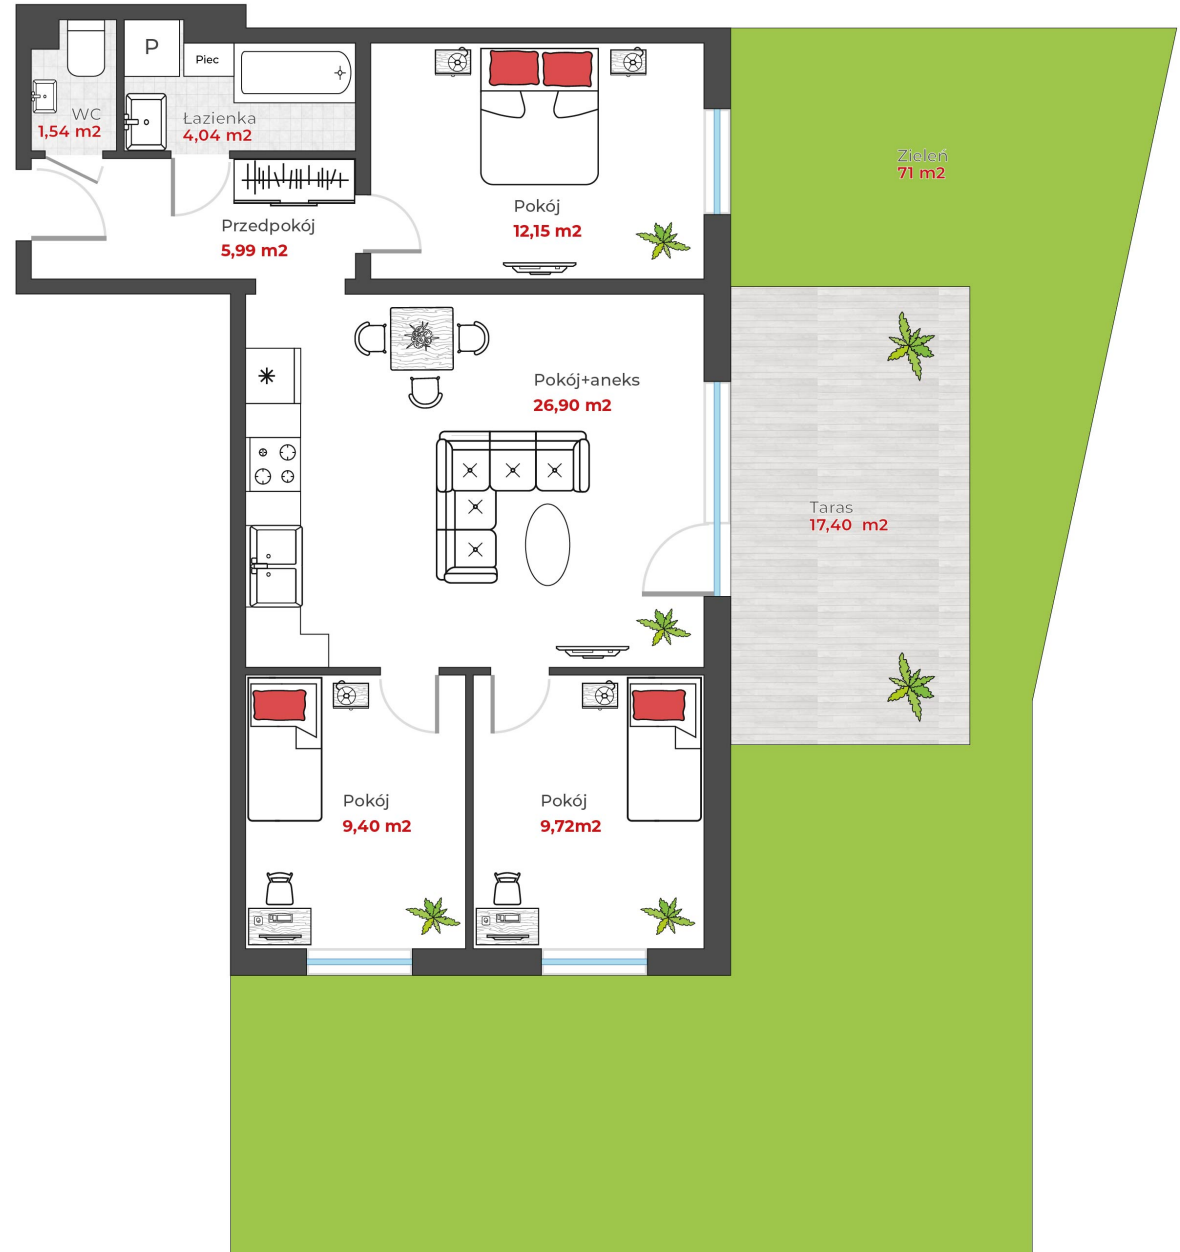 P
Piec
WC
1,54 m2
Łazienka
4,04 m2
Zieleń
71 m2
Pokój
12,15 m2
Przedpokój
5,99 m2
Pokój+aneks
26,90 m2
Taras
17,40  m2
Pokój
9,40 m2
Pokój
9,72m2